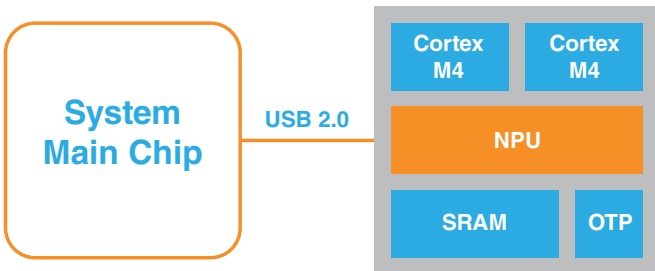 System
Main Chip
USB 2.0
Cortex
M4
Cortex
M4
NPU
SRAM
OTP